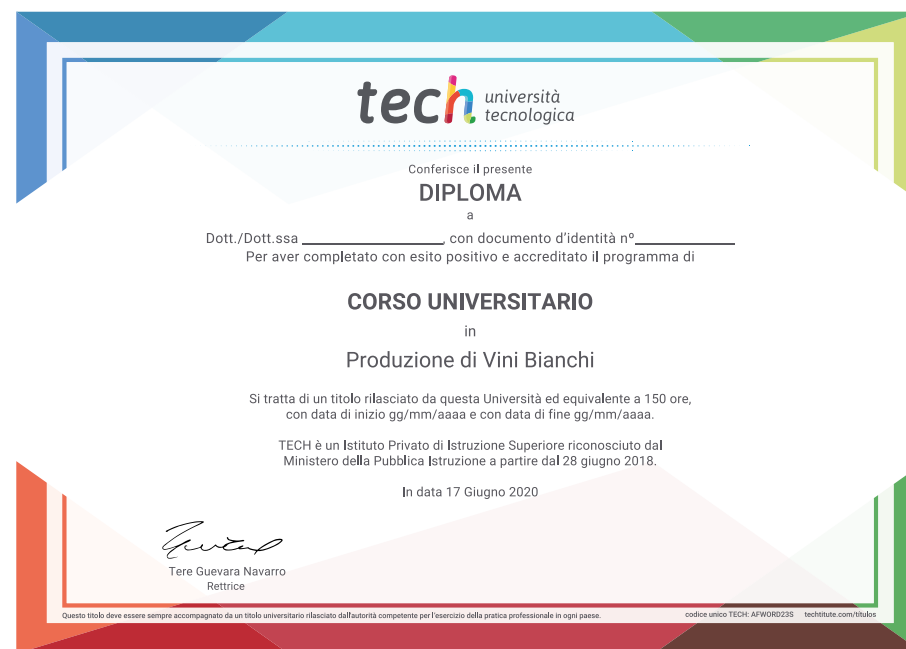 tech università
tecnologica
Conferisce il presente
DIPLOMA
a
Dott./Dott.ssa ____________________, con documento d'identità nº______________
Per aver completato con esito positivo e accreditato il programma di
CORSO UNIVERSITARIO
in
Produzione di Vini Bianchi
Si tratta di un titolo rilasciato da questa Università ed equivalente a 150 ore,
con data di inizio gg/mm/aaaa e con data di fine gg/mm/aaaa.
TECH è un Istituto Privato di Istruzione Superiore riconosciuto dal
Ministero della Pubblica Istruzione a partire dal 28 giugno 2018.
In data 17 Giugno 2020
Tere Guevara Navarro
Rettrice
Questo titolo deve essere sempre accompagnato da un titolo universitario rilasciato dall'autorità competente per l'esercizio della pratica professionale in ogni paese. codice unico TECH: AFWORD23S techtitute.com/títulos